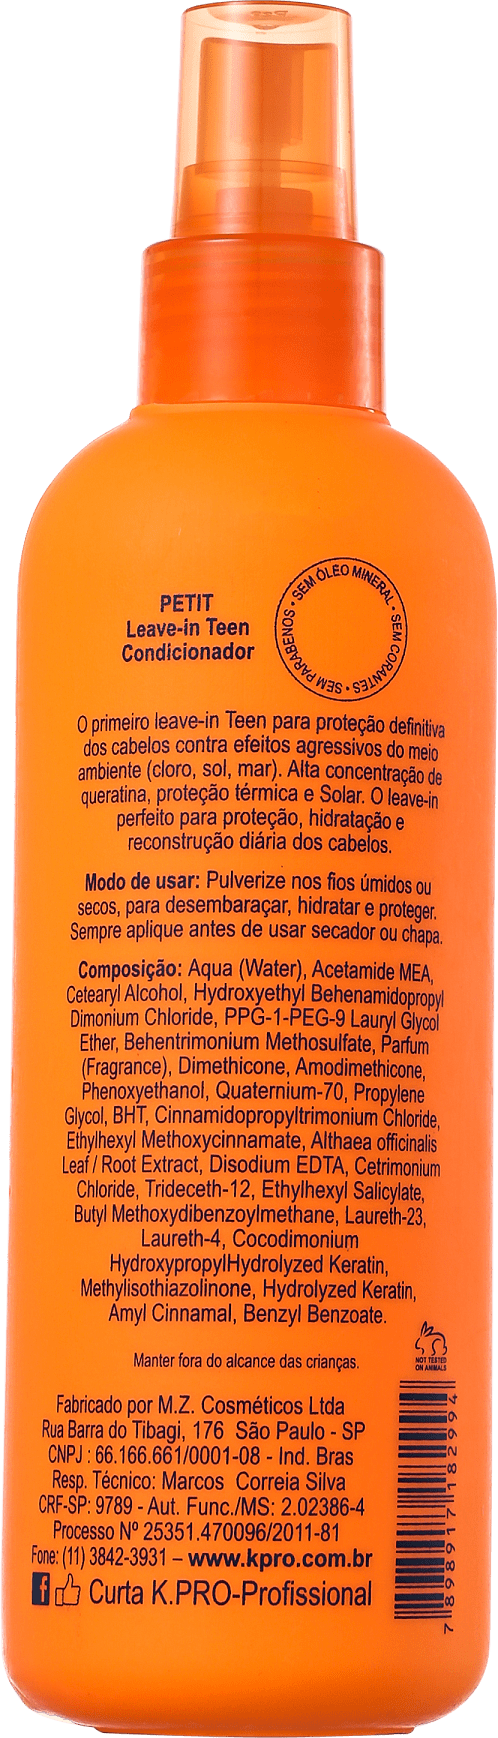 PETIT
Leave-in Teen
Condicionador
SEM PARABENOS • SEM ÓLEO MINERAL • SEM CORANTES •
O primeiro leave-in Teen para proteção definitiva
dos cabelos contra efeitos agressivos do meio
ambiente (cloro, sol, mar). Alta concentração de
queratina, proteção térmica e Solar. O leave-in
perfeito para proteção, hidratação e
reconstrução diária dos cabelos.
Modo de usar: Pulverize nos fios úmidos ou
secos, para desembaraçar, hidratar e proteger.
Sempre aplique antes de usar secador ou chapa.
Composição: Aqua (Water), Acetamide MEA,
Cetearyl Alcohol, Hydroxyethyl Behenamidopropyl
Dimonium Chloride, PPG-1-PEG-9 Lauryl Glycol
Ether, Behentrimonium Methosulfate, Parfum
(Fragrance), Dimethicone, Amodimethicone,
Phenoxyethanol, Quaternium-70, Propylene
Glycol, BHT, Cinnamidopropyltrimonium Chloride,
Ethylhexyl Methoxycinnamate, Althaea officinalis
Leaf / Root Extract, Disodium EDTA, Cetrimonium
Chloride, Trideceth-12, Ethylhexyl Salicylate,
Butyl Methoxydibenzoylmethane, Laureth-23,
Laureth-4, Cocodimonium
HydroxypropylHydrolyzed Keratin,
Methylisothiazolinone, Hydrolyzed Keratin,
Amyl Cinnamal, Benzyl Benzoate.
NOT TESTED
ON ANIMALS
Manter fora do alcance das crianças.
Fabricado por M.Z. Cosméticos Ltda
Rua Barra do Tibagi, 176 São Paulo - SP
CNPJ : 66.166.661/0001-08 - Ind. Bras
Resp. Técnico: Marcos Correia Silva
CRF-SP: 9789 - Aut. Func./MS: 2.02386-4
Processo Nº 25351.470096/2011-81
Fone: (11) 3842-3931 – www.kpro.com.br
f Curta K.PRO-Profissional
7 898917 182994